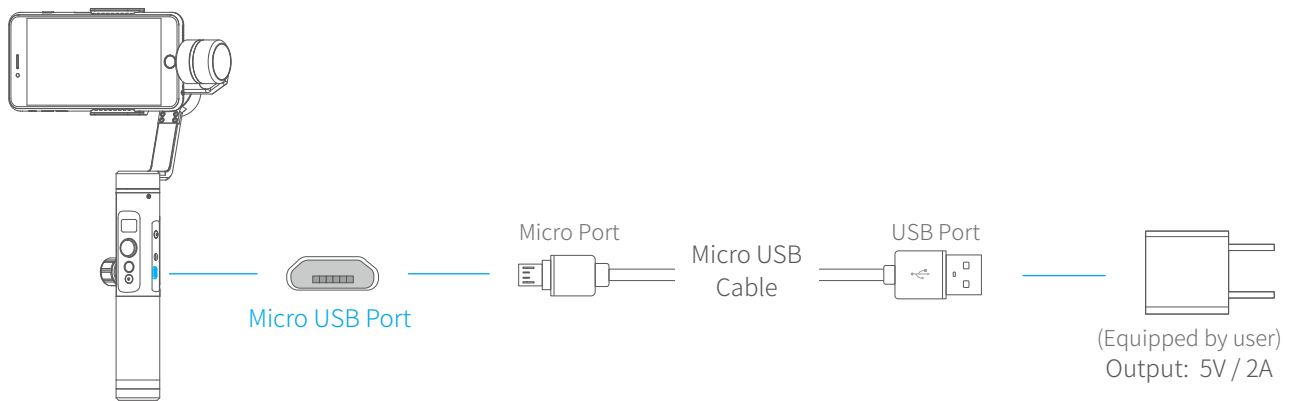 Micro Port
USB Port
Micro USB
Cable
Micro USB Port
(Equipped by user)
Output: 5V / 2A